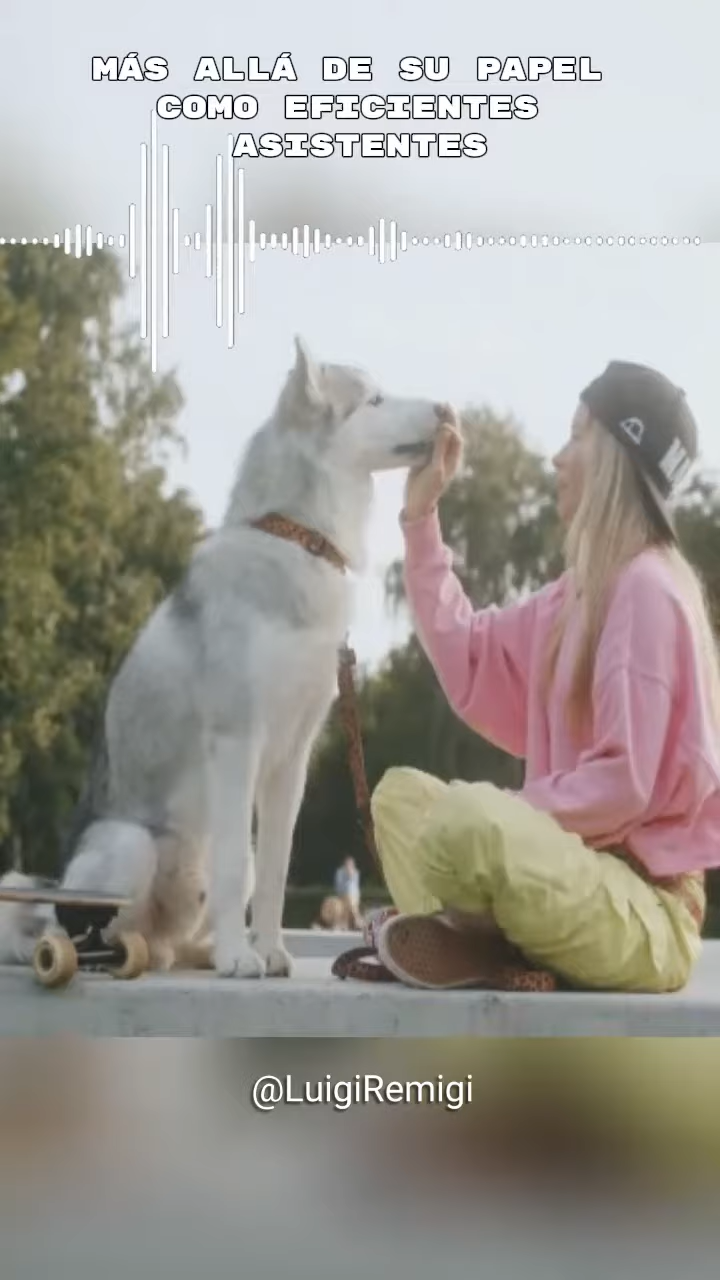 MÁS ALLÁ DE SU PAPEL
COMO EFICIENTES
ASISTENTES
@LuigiRemigi